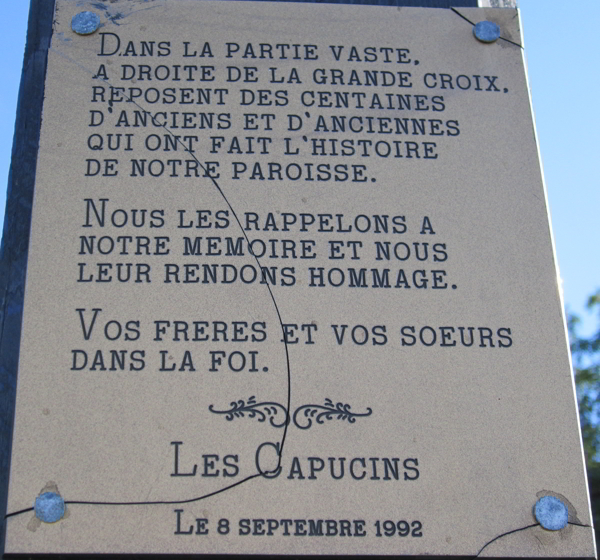 DANS LA PARTIE VASTE,
A DROITE DE LA GRANDE CROIX,
REPOSENT DES CENTAINES
D'ANCIENS ET D'ANCIENNES
QUI ONT FAIT L'HISTOIRE
DE NOTRE PAROISSE.
NOUS LES RAPPELONS A
NOTRE MEMOIRE ET NOUS
LEUR RENDONS HOMMAGE.
VOS FRERES ET VOS SOEURS
DANS LA FOI.
LES CAPUCINS
LE 8 SEPTEMBRE 1992